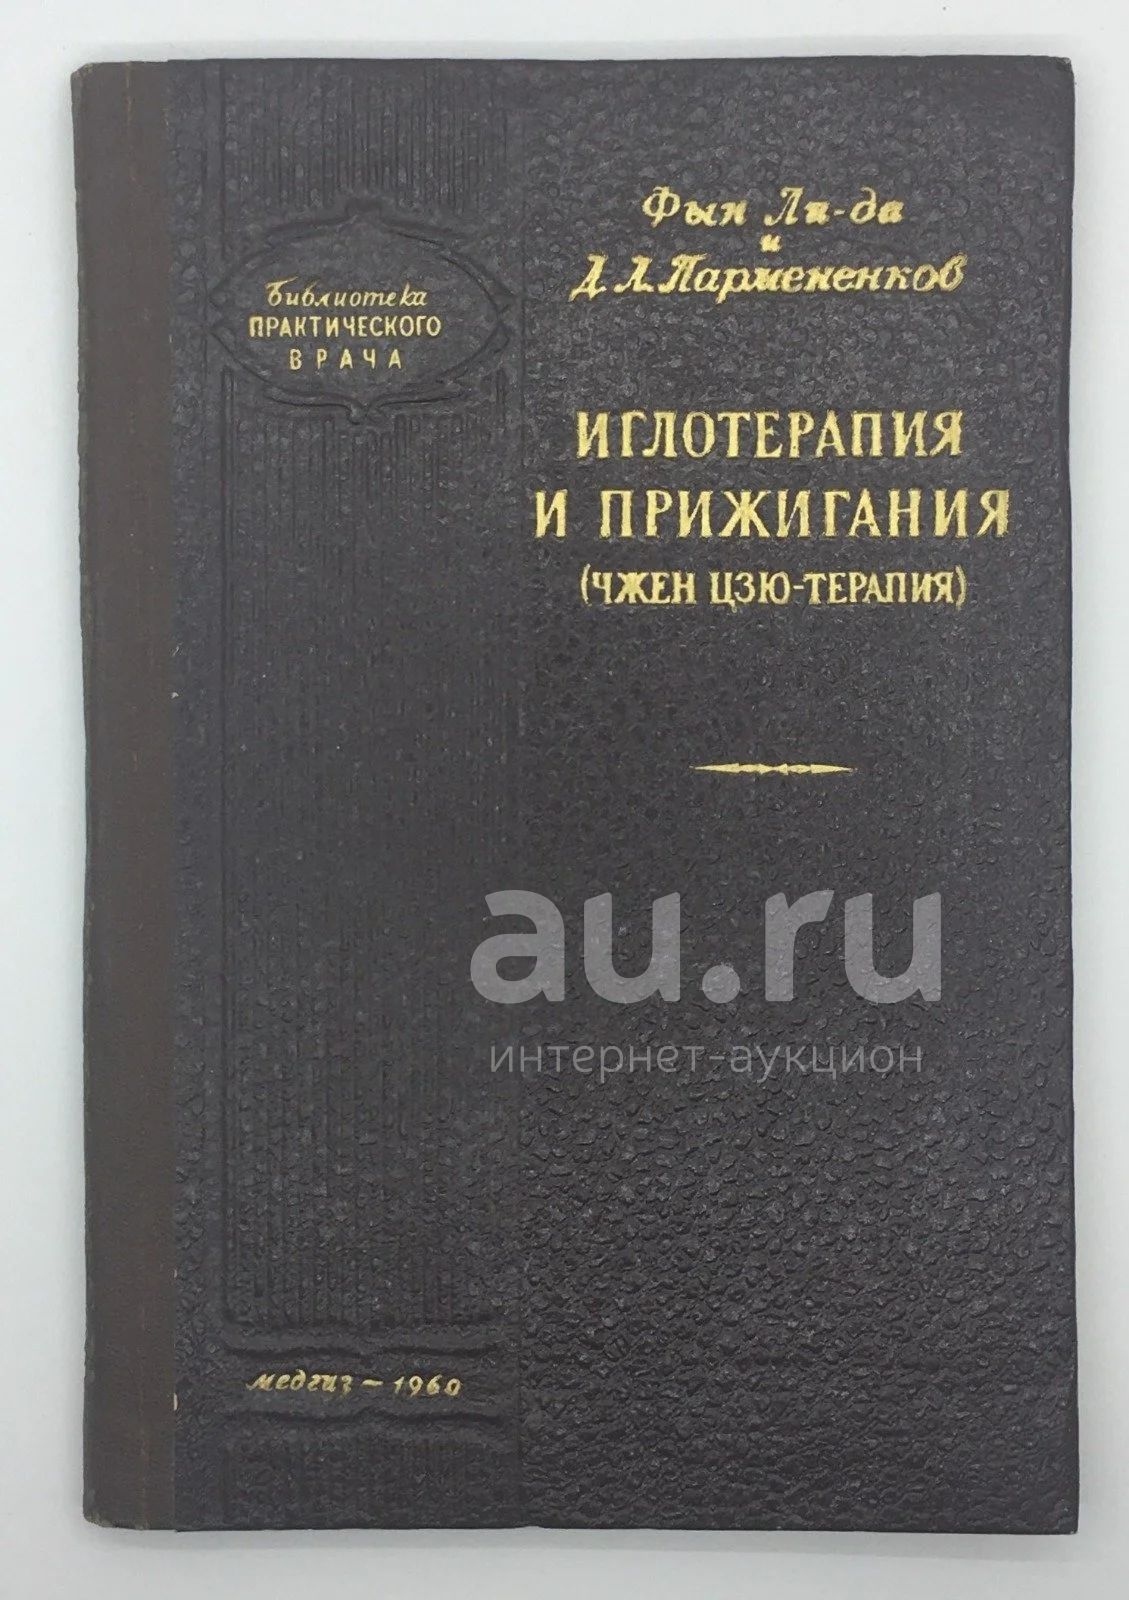 Фын Ли-да
и
Д. А. Пармененков
Библиотека
ПРАКТИЧЕСКОГО
ВРАЧА
ИГЛОТЕРАПИЯ
И ПРИЖИГАНИЯ
(ЧЖЕН ЦЗЮ-ТЕРАПИЯ)
au.ru
интернет-аукцион
медгиз – 1960